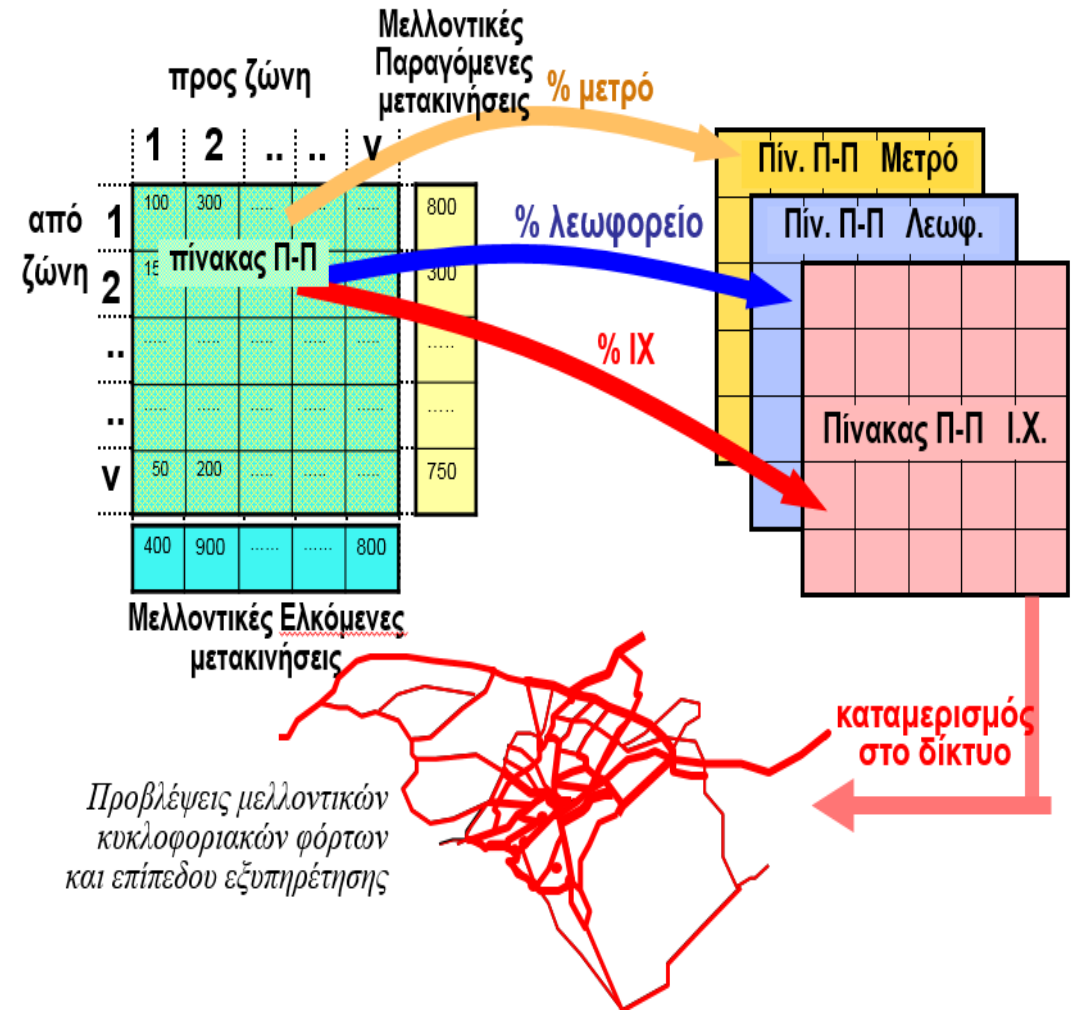 Μελλοντικές
Παραγόμενες
μετακινήσεις
προς ζώνη
% μετρό
1 2 .. .. ν
από
ζώνη
1
100 300 ..... ..... .....
800
πίνακας Π-Π
2
300
..
..... ..... ..... ..... .....
.....
..
..... ..... ..... ..... .....
.....
ν
50 200 ..... ..... .....
750
400 900 ...... ...... 800
Μελλοντικές Ελκόμενες
μετακινήσεις
% λεωφορείο
% ΙΧ
Πίν. Π-Π Μετρό
Πίν. Π-Π Λεωφ.
Πίνακας Π-Π Ι.Χ.
καταμερισμός
στο δίκτυο
Προβλέψεις μελλοντικών
κυκλοφοριακών φόρτων
και επίπεδου εξυπηρέτησης